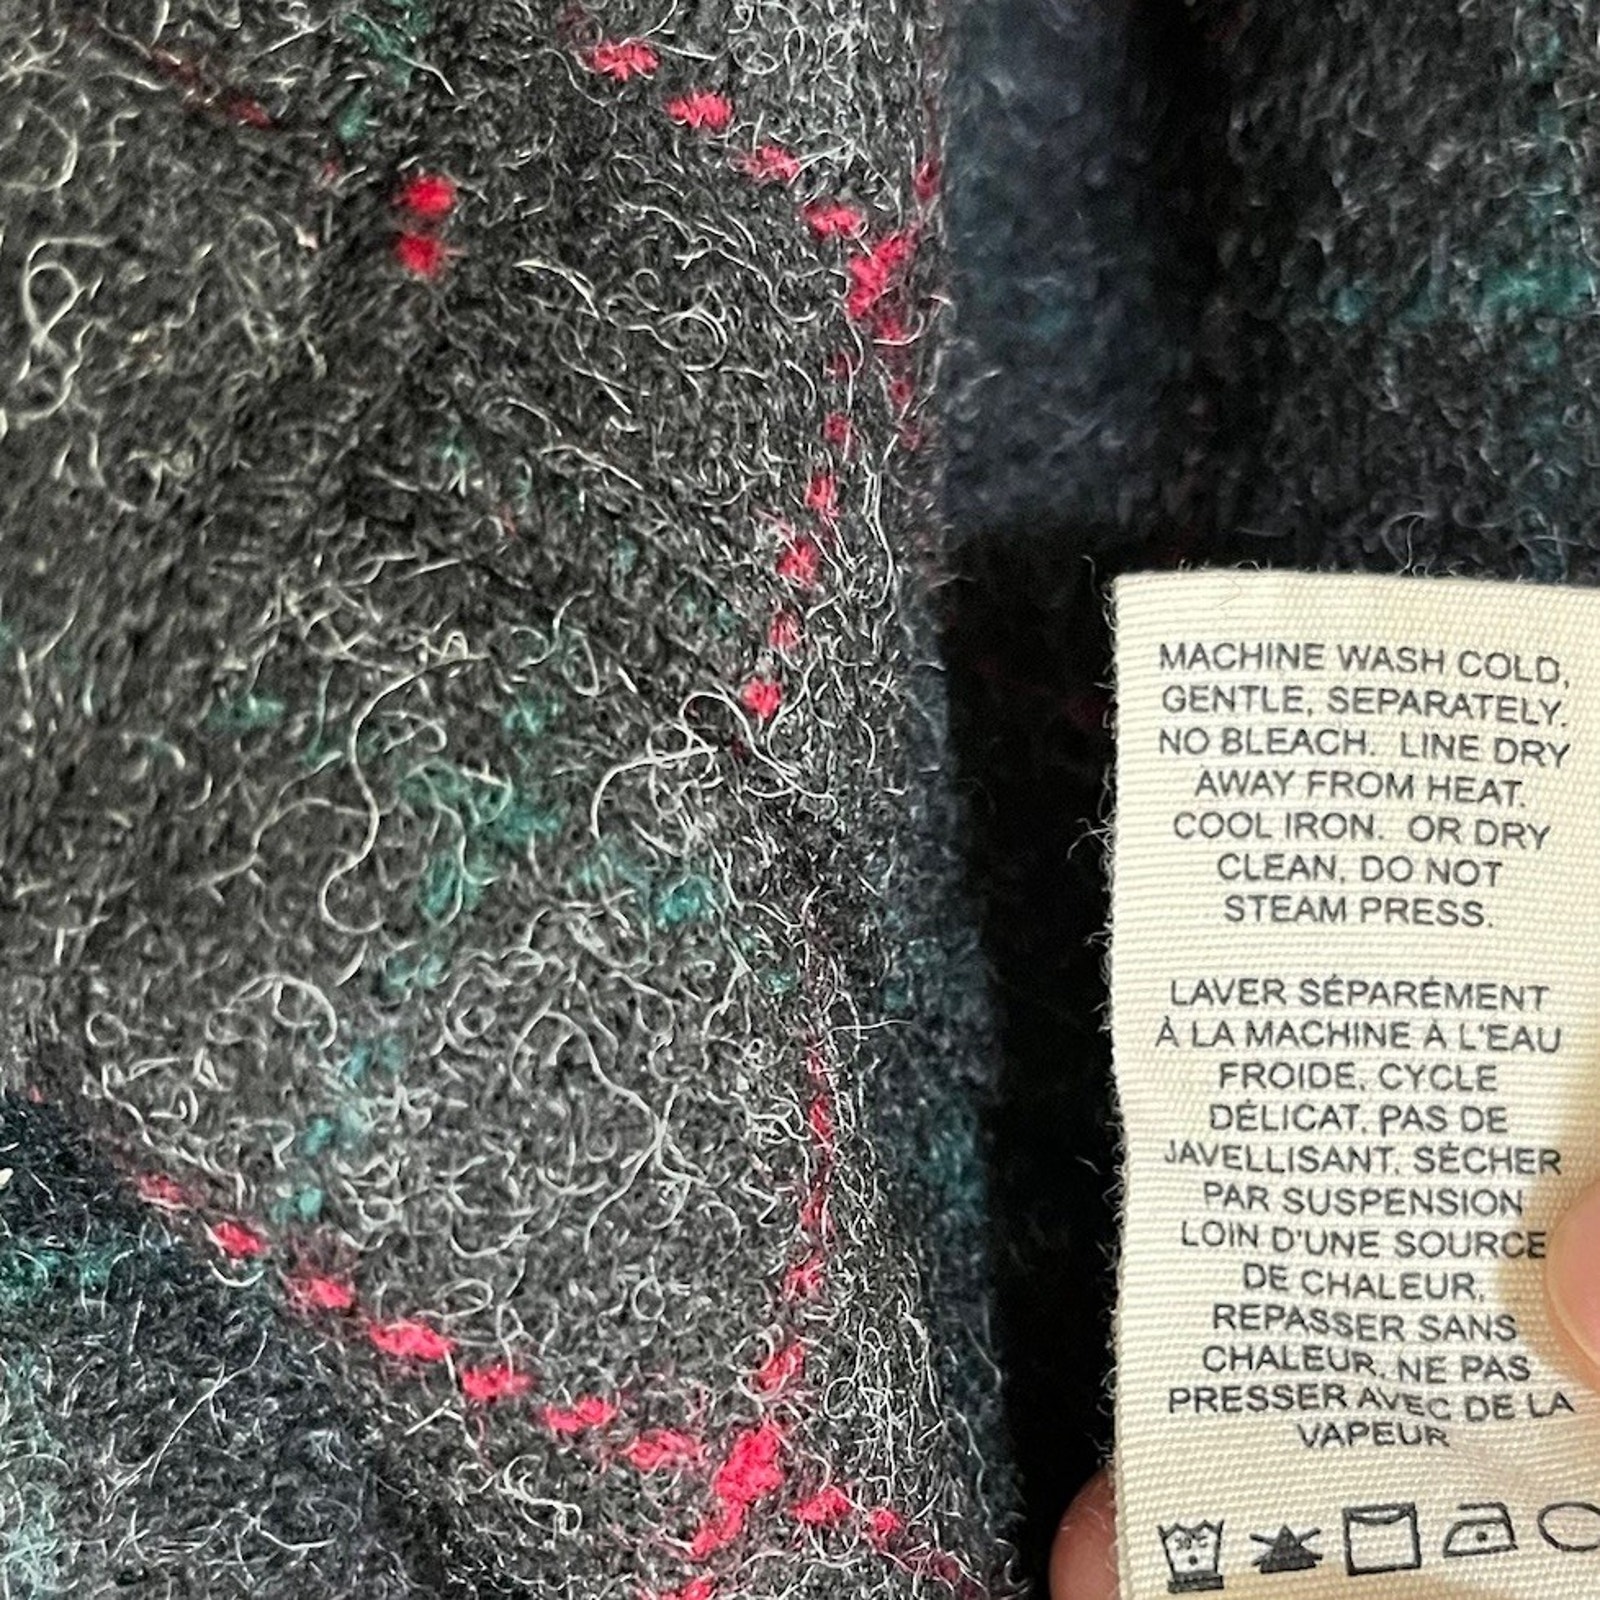 MACHINE WASH COLD,
GENTLE, SEPARATELY.
NO BLEACH. LINE DRY
AWAY FROM HEAT.
COOL IRON. OR DRY
CLEAN, DO NOT
STEAM PRESS.
LAVER SÉPARÉMENT
À LA MACHINE À L'EAU
FROIDE, CYCLE
DÉLICAT. PAS DE
JAVELLISANT. SÉCHER
PAR SUSPENSION
LOIN D'UNE SOURCE
DE CHALEUR.
REPASSER SANS
CHALEUR. NE PAS
PRESSER AVEC DE LA
VAPEUR
30°C